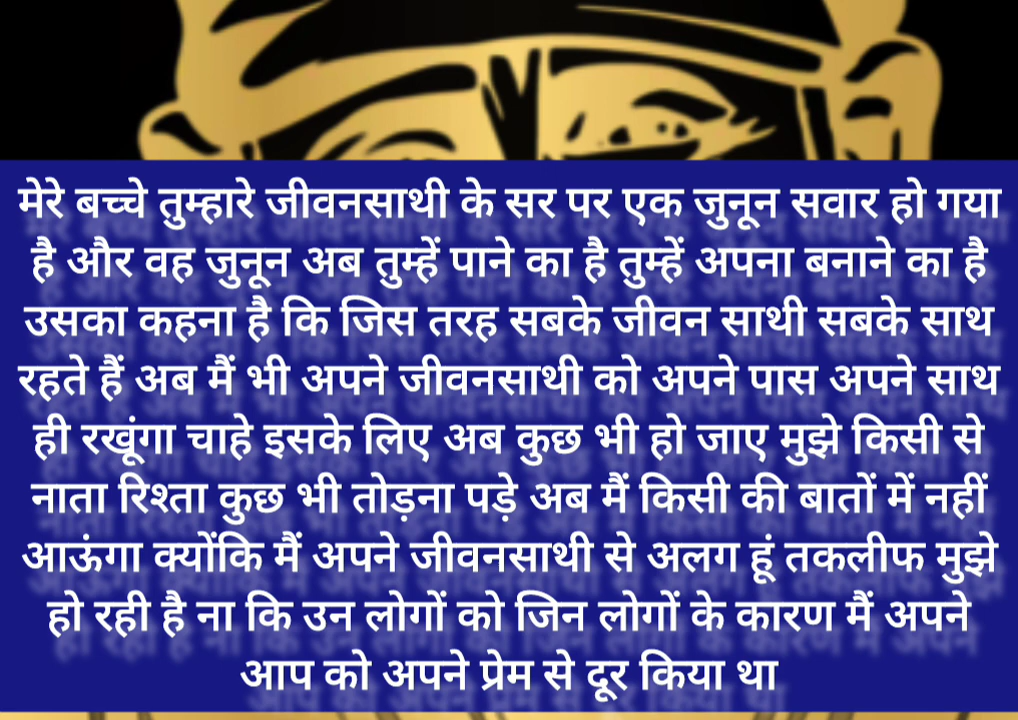 मेरे बच्चे तुम्हारे जीवनसाथी के सर पर एक जुनून सवार हो गया
है और वह जुनून अब तुम्हें पाने का है तुम्हें अपना बनाने का है
उसका कहना है कि जिस तरह सबके जीवन साथी सबके साथ
रहते हैं अब मैं भी अपने जीवनसाथी को अपने पास अपने साथ
ही रखूंगा चाहे इसके लिए अब कुछ भी हो जाए मुझे किसी से
नाता रिश्ता कुछ भी तोड़ना पड़े अब मैं किसी की बातों में नहीं
आऊंगा क्योंकि मैं अपने जीवनसाथी से अलग हूं तकलीफ मुझे
हो रही है ना कि उन लोगों को जिन लोगों के कारण मैं अपने
आप को अपने प्रेम से दूर किया था